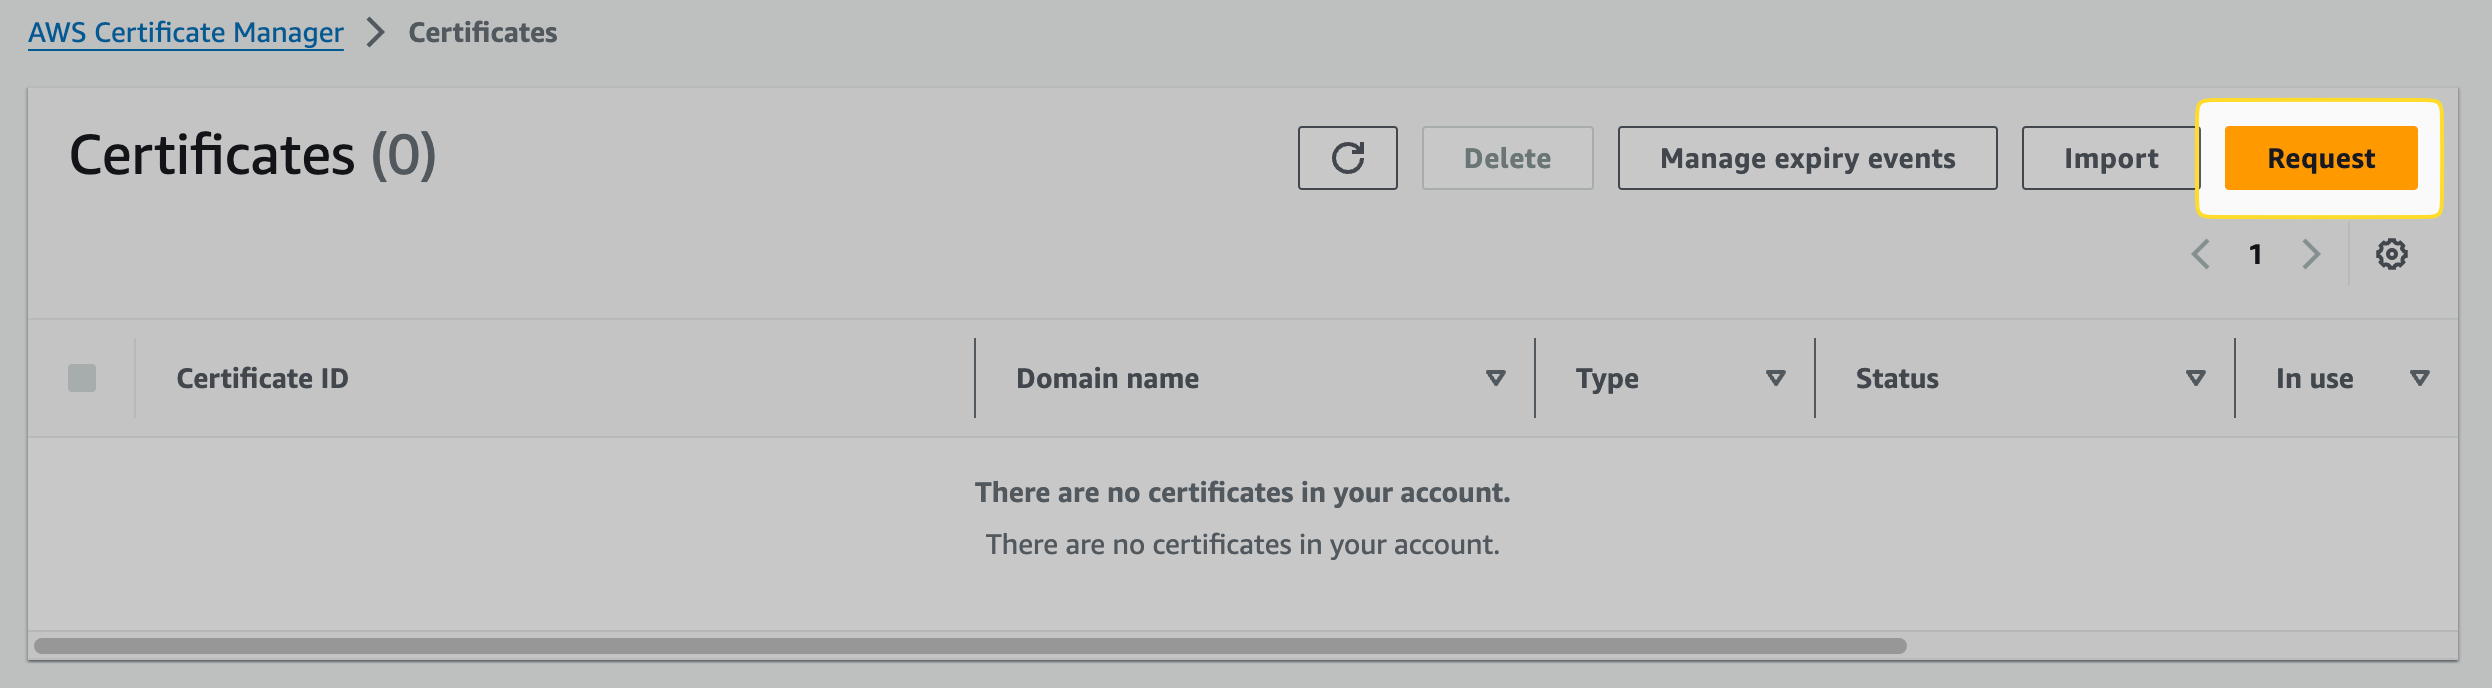 AWS Certificate Manager > Certificates
Certificates (0)
Delete
Manage expiry events
Import
Request
1
Certificate ID
Domain name
Type
Status
In use
There are no certificates in your account.
There are no certificates in your account.